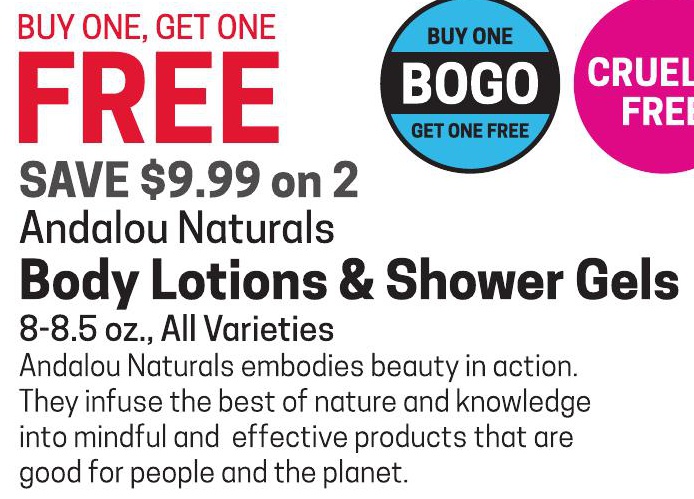 BUY ONE, GET ONE
FREE
SAVE $9.99 on 2
Andalou Naturals
Body Lotions & Shower Gels
8-8.5 oz., All Varieties
Andalou Naturals embodies beauty in action.
They infuse the best of nature and knowledge
into mindful and effective products that are
good for people and the planet.
BUY ONE
BOGO
GET ONE FREE
FREE